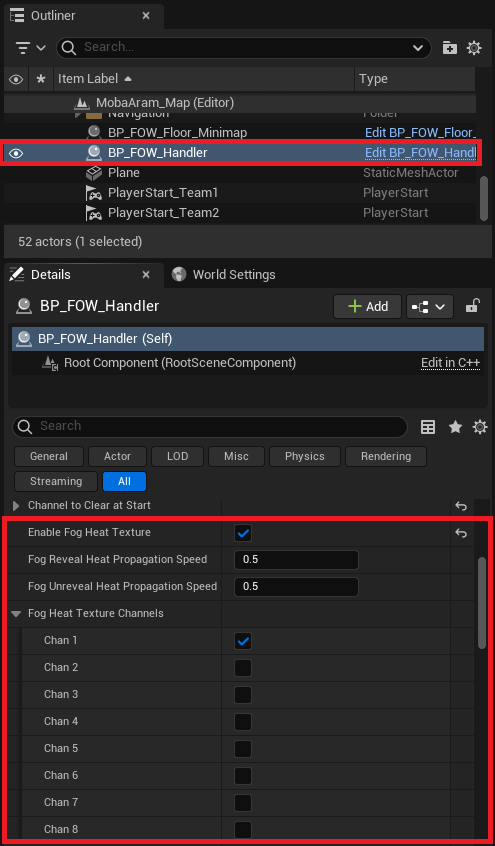 Outliner
Search...
Item Label Type
MobaAram_Map (Editor)
Navigation Folder
BP_FOW_Floor_Minimap Edit BP_FOW_Floor_
BP_FOW_Handler Edit BP_FOW_Handl
Plane StaticMeshActor
PlayerStart_Team1 PlayerStart
PlayerStart_Team2 PlayerStart
52 actors (1 selected)
Details World Settings
BP_FOW_Handler Add
BP_FOW_Handler (Self)
Root Component (RootSceneComponent) Edit in C++
Search
General Actor LOD Misc Physics Rendering
Streaming All
Channel to Clear at Start
Enable Fog Heat Texture
Fog Reveal Heat Propagation Speed 0.5
Fog Unreveal Heat Propagation Speed 0.5
Fog Heat Texture Channels
Chan 1
Chan 2
Chan 3
Chan 4
Chan 5
Chan 6
Chan 7
Chan 8